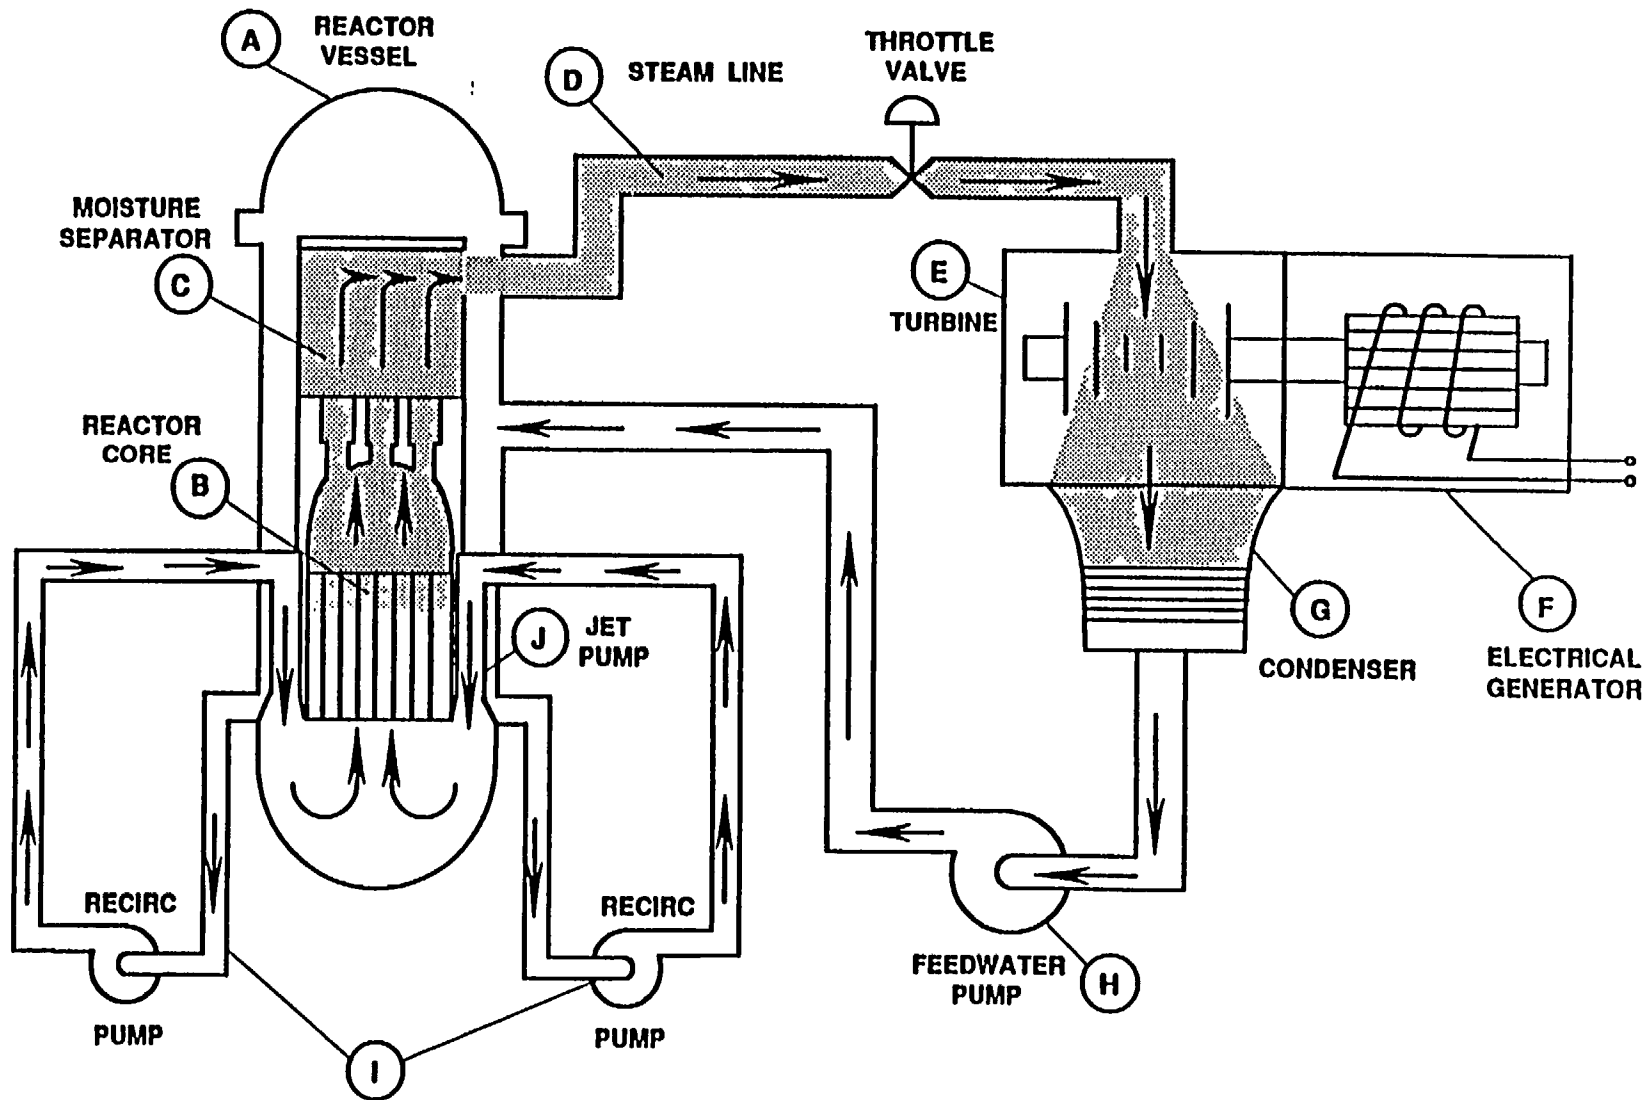 A
REACTOR
VESSEL
D
STEAM LINE
THROTTLE
VALVE
MOISTURE
SEPARATOR
C
E
TURBINE
REACTOR
CORE
B
J
JET
PUMP
G
CONDENSER
F
ELECTRICAL
GENERATOR
RECIRC
PUMP
RECIRC
PUMP
I
FEEDWATER
PUMP
H